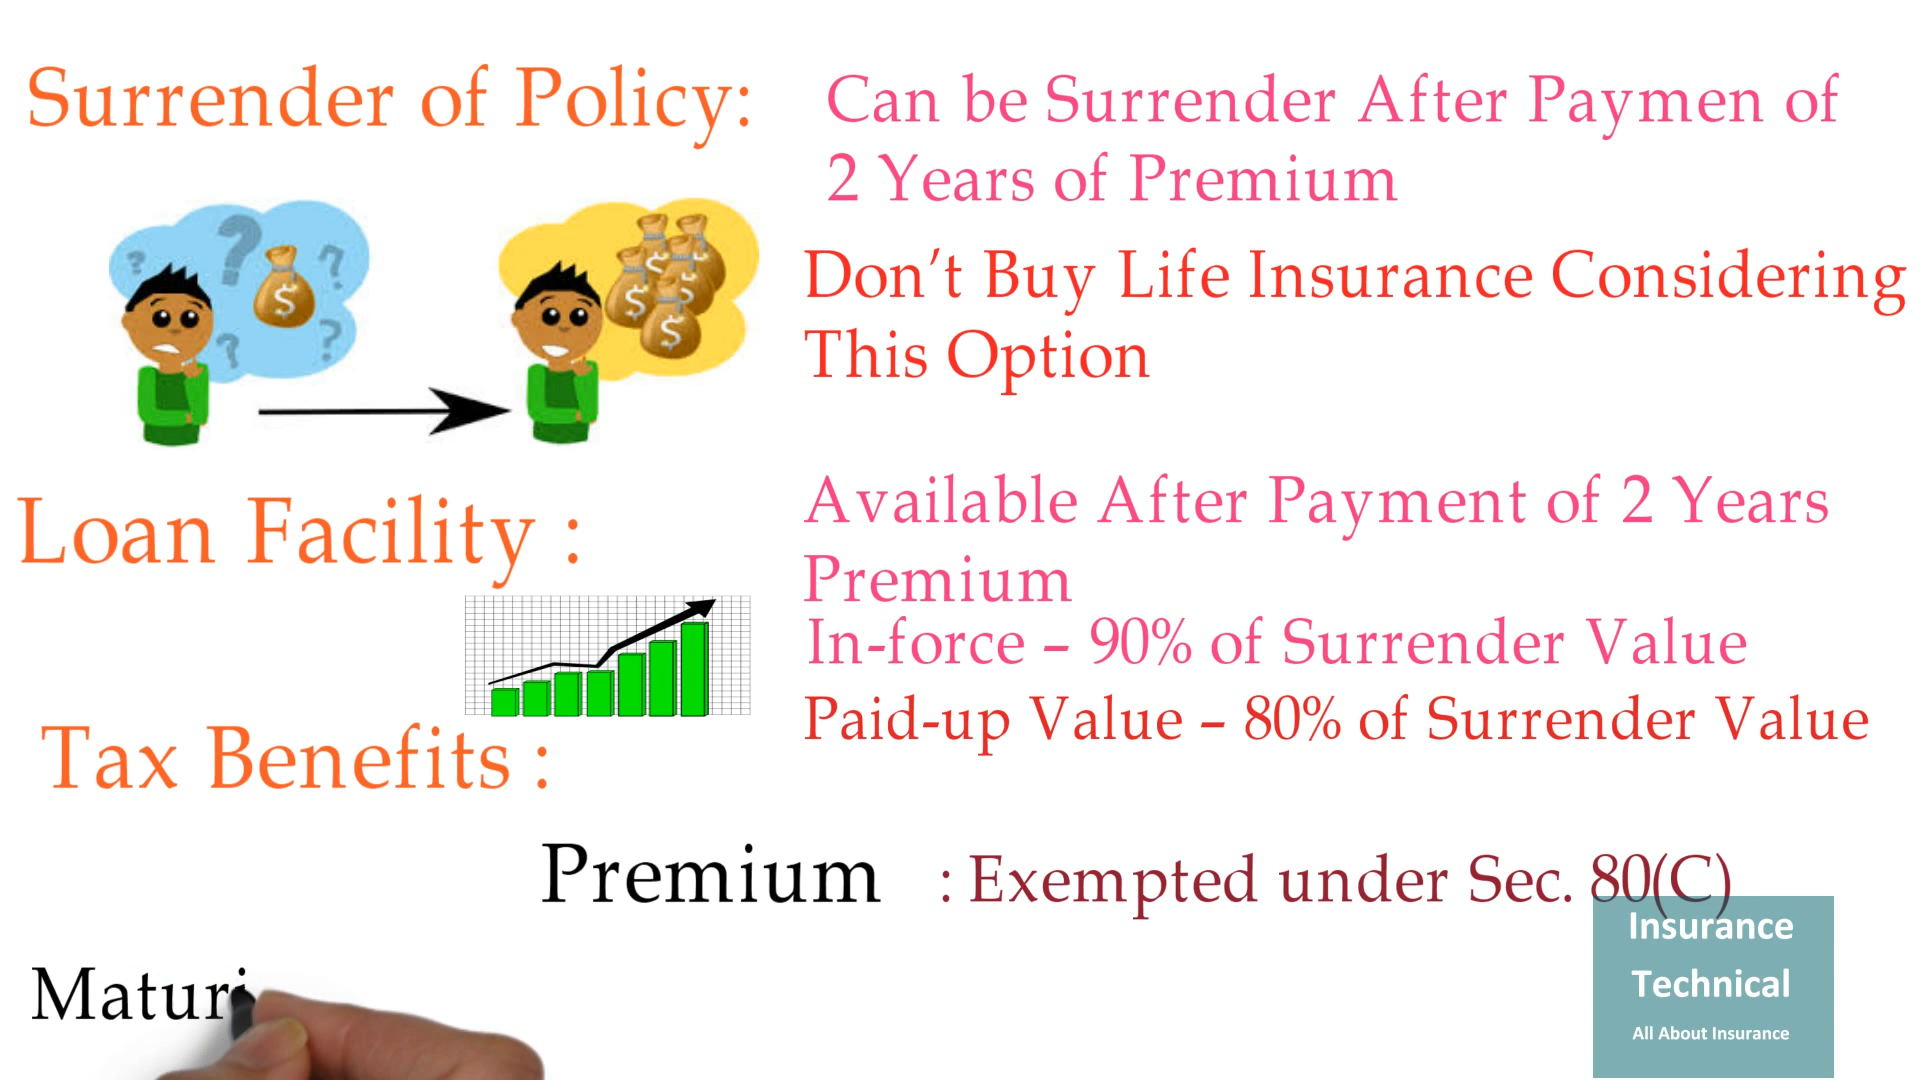 Surrender of Policy:
Can be Surrender After Paymen of
2 Years of Premium
Don't Buy Life Insurance Considering
This Option
Loan Facility :
Available After Payment of 2 Years
Premium
In-force – 90% of Surrender Value
Paid-up Value – 80% of Surrender Value
Tax Benefits :
Premium : Exempted under Sec. 80(C)
Maturi
Insurance
Technical
All About Insurance